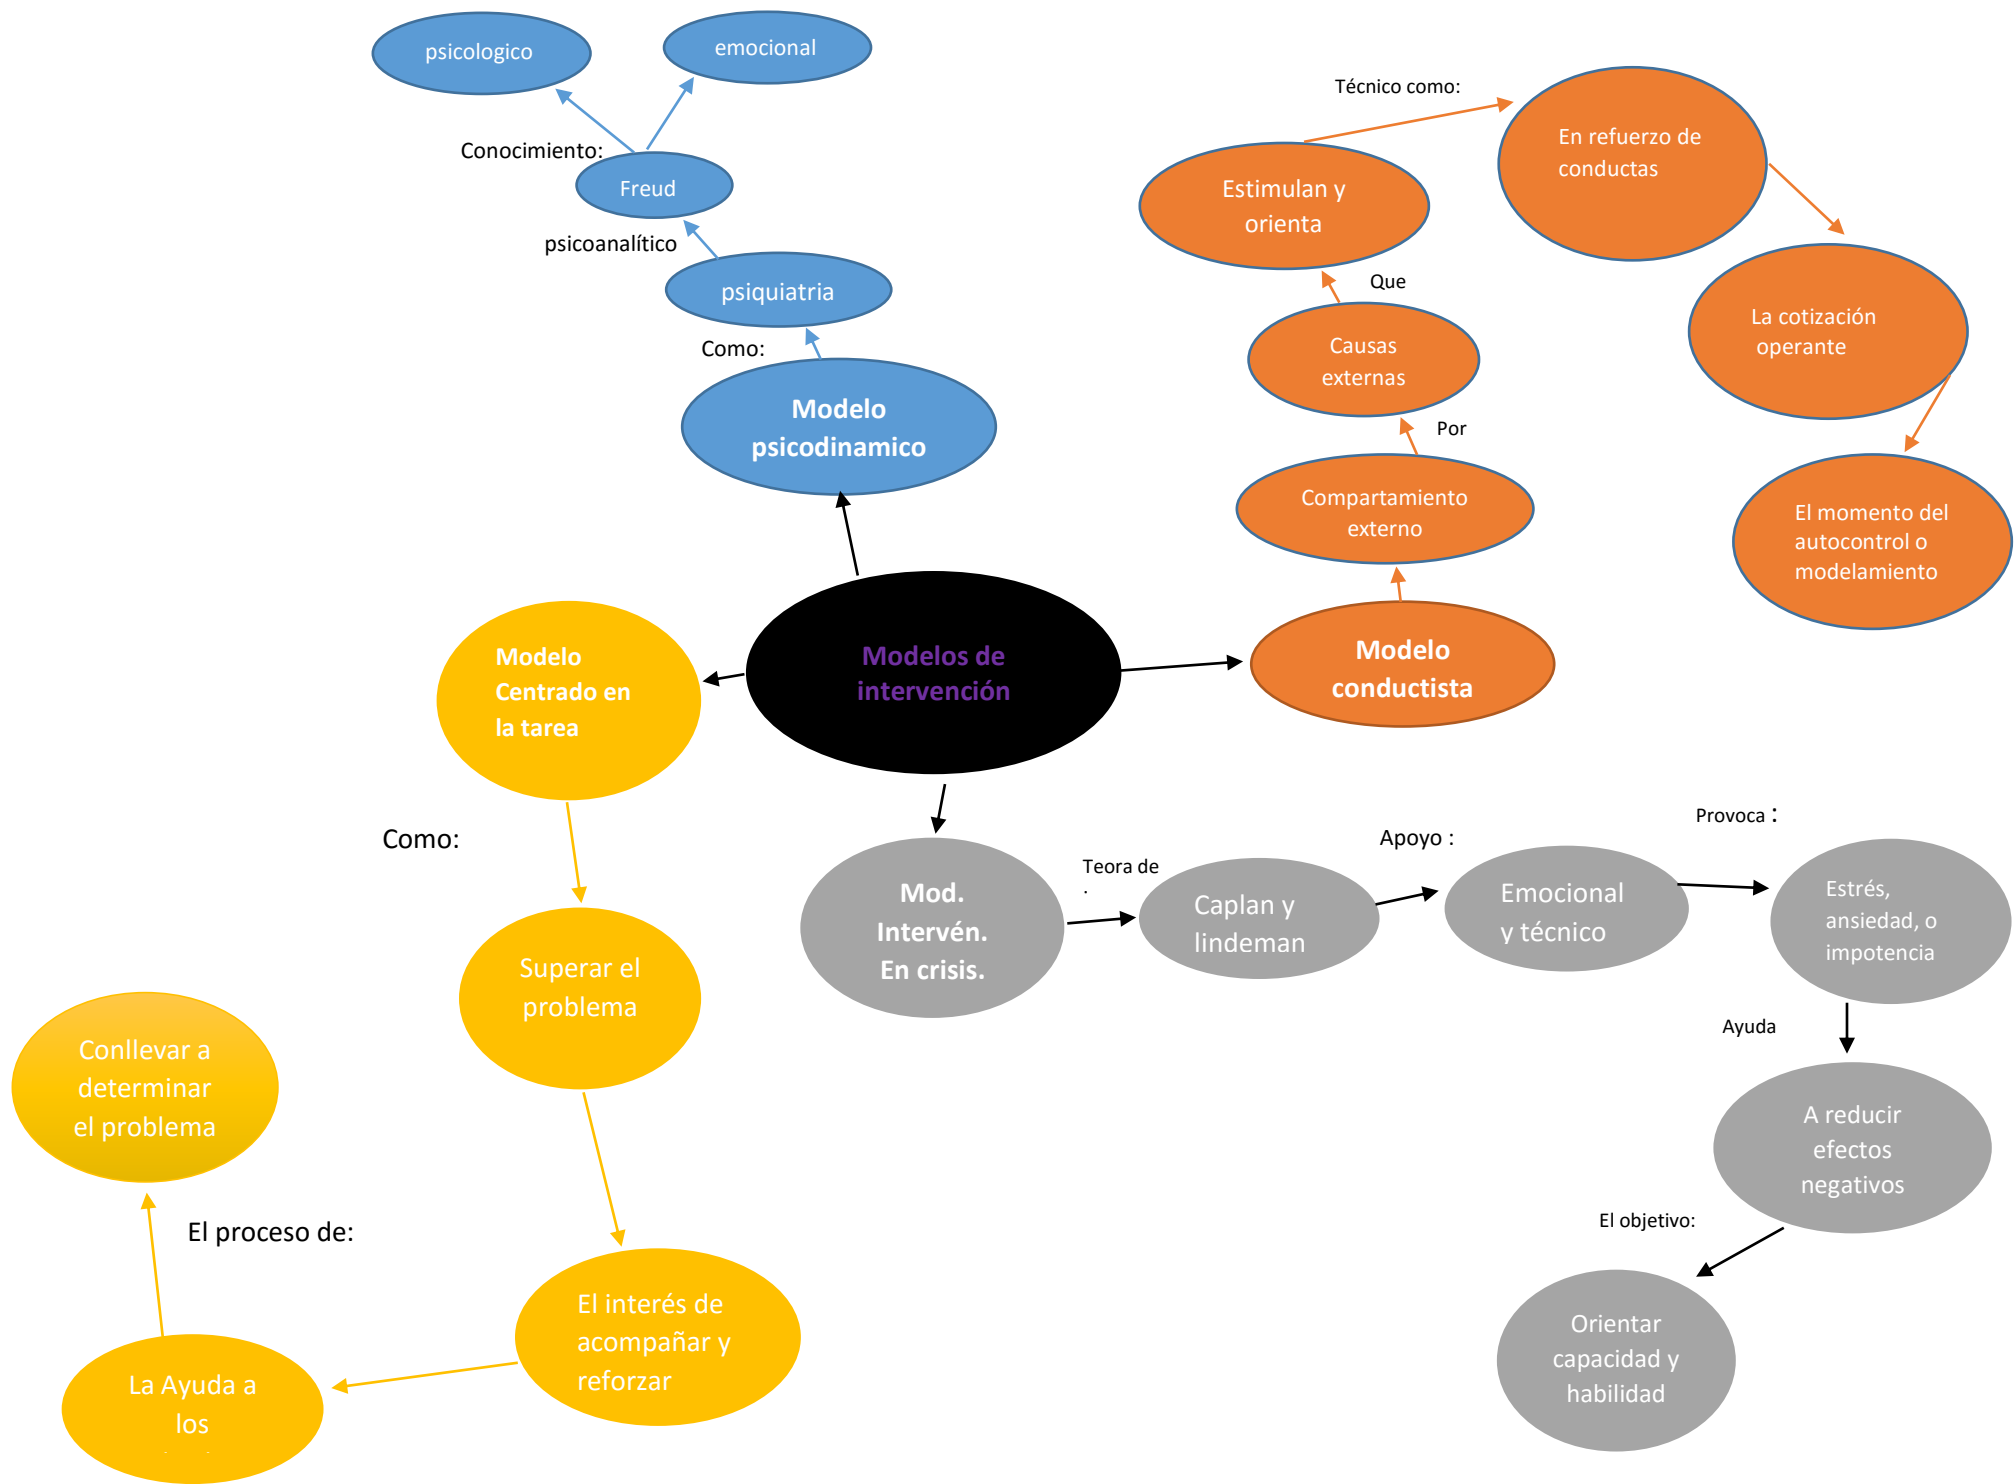 psicologico
emocional
Conocimiento:
Freud
psicoanalítico
psiquiatria
Como:
Modelo
psicodinamico
Técnico como:
En refuerzo de
conductas
Estimulan y
orienta
Que
La cotización
operante
Causas
externas
Por
Compartamiento
externo
El momento del
autocontrol o
modelamiento
Modelo
conductista
Modelos de
intervención
Modelo
Centrado en
la tarea
Como:
Superar el
problema
Conllevar a
determinar
el problema
El proceso de:
El interés de
acompañar y
reforzar
La Ayuda a
los
Mod.
Intervén.
En crisis.
Teora de
.
Caplan y
lindeman
Apoyo :
Emocional
y técnico
Provoca :
Estrés,
ansiedad, o
impotencia
Ayuda
A reducir
efectos
negativos
El objetivo:
Orientar
capacidad y
habilidad